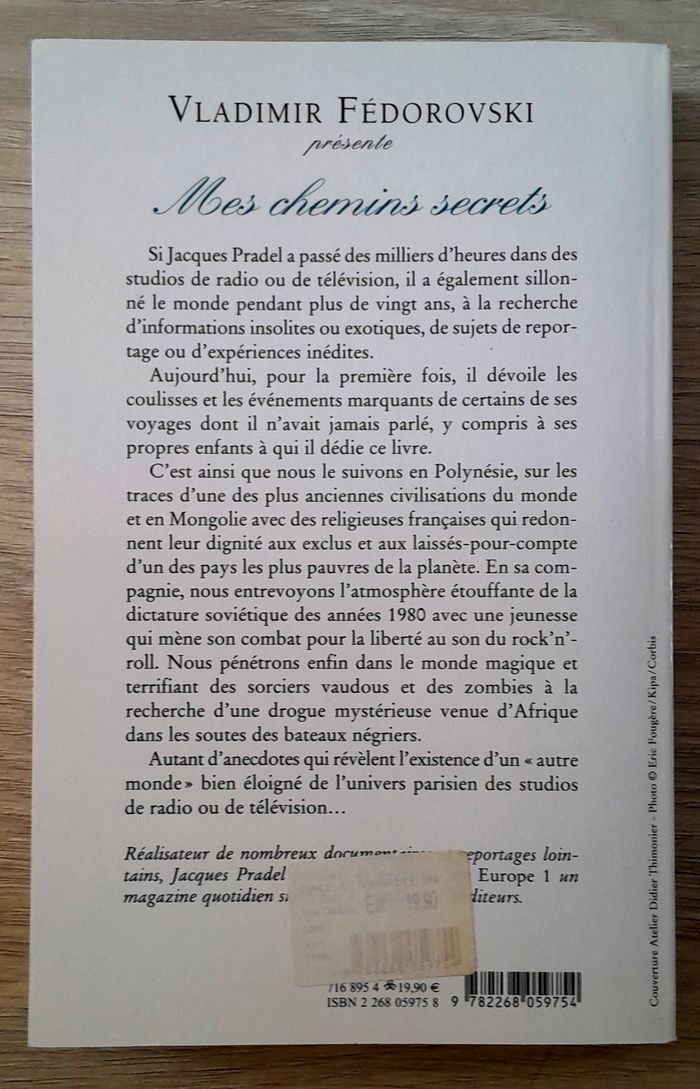 VLADIMIR FÉDOROVSKI
présente
Mes chemins secrets
Si Jacques Pradel a passé des milliers d'heures dans des
studios de radio ou de télévision, il a également sillon-
né le monde pendant plus de vingt ans, à la recherche
d'informations insolites ou exotiques, de sujets de repor-
tage ou d'expériences inédites.
Aujourd'hui, pour la première fois, il dévoile les
coulisses et les événements marquants de certains de ses
voyages dont il n'avait jamais parlé, y compris à ses
propres enfants à qui il dédie ce livre.
C'est ainsi que nous le suivons en Polynésie, sur les
traces d'une des plus anciennes civilisations du monde
et en Mongolie avec des religieuses françaises qui redon-
nent leur dignité aux exclus et aux laissés-pour-compte
d'un des pays les plus pauvres de la planète. En sa com-
pagnie, nous entrevoyons l'atmosphère étouffante de la
dictature soviétique des années 1980 avec une jeunesse
qui mène son combat pour la liberté au son du rock'n'-
roll. Nous pénétrons enfin dans le monde magique et
terrifiant des sorciers vaudous et des zombies à la
recherche d'une drogue mystérieuse venue d'Afrique
dans les soutes des bateaux négriers.
Autant d'anecdotes qui révèlent l'existence d'un « autre
monde» bien éloigné de l'univers parisien des studios
de radio ou de télévision...
Réalisateur de nombreux documentaires et reportages loin-
tains, Jacques Pradel Europe 1 un
magazine quotidien
Eur 19.90
716 895 4 19,90 €
ISBN 2 268 05975 8 9 782268 059754
Couverture Atelier Didier Thimonier - Photo © Eric Fougère/Kipa/Corbis